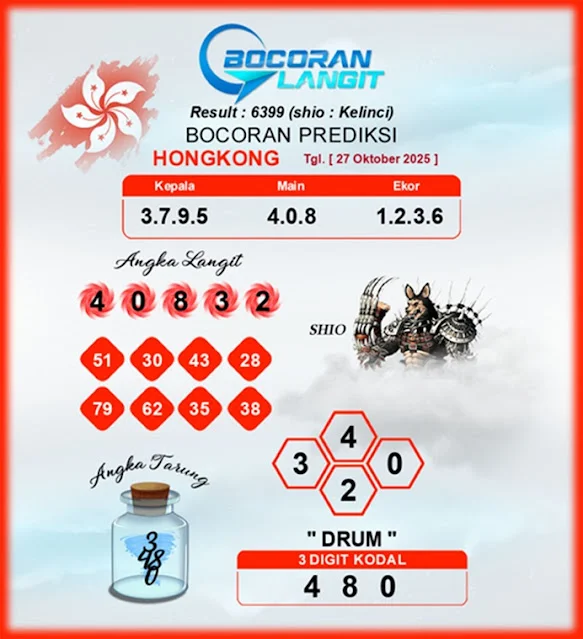 BOCORAN
LANGIT
Result : 6399 (shio : Kelinci)
BOCORAN PREDIKSI
HONGKONG Tgl. [ 27 Oktober 2025 ]
Kepala Main Ekor
3.7.9.5 4.0.8 1.2.3.6
Angka Langit
4 0 8 3 2
SHIO
51 30 43 28
79 62 35 38
4
3 0
2
Angka Tarung
3
48
0
" DRUM "
3 DIGIT KODAL
4 8 0